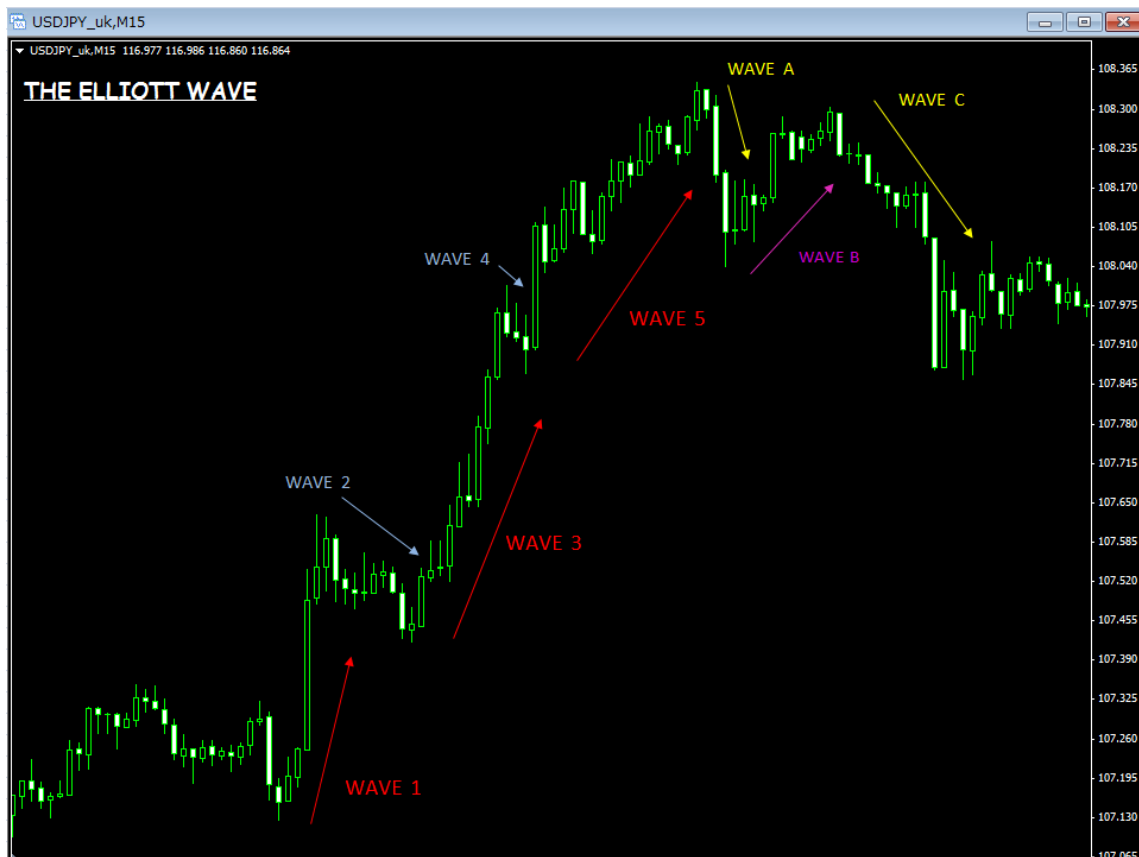 USDJPY_uk,M15
USDJPY_uk,M15 116.977 116.986 116.860 116.864
THE ELLIOTT WAVE
WAVE A
WAVE C
WAVE 4
WAVE B
WAVE 5
WAVE 2
WAVE 3
WAVE 1
108.365
108.300
108.235
108.170
108.105
108.040
107.975
107.910
107.845
107.780
107.715
107.650
107.585
107.520
107.455
107.390
107.325
107.260
107.195
107.130
107.065